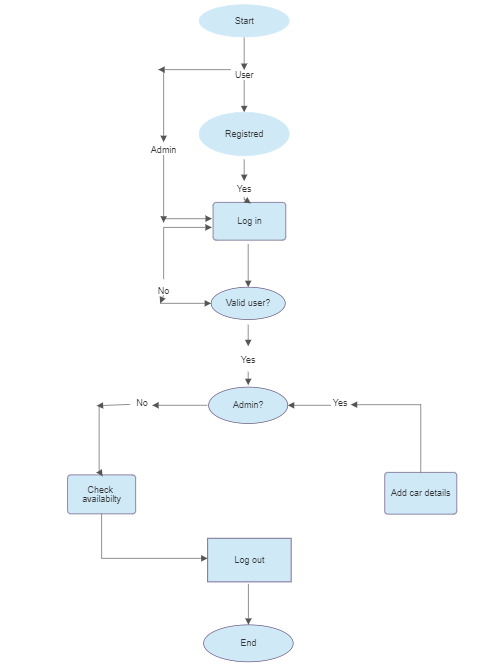 Start
User
Registred
Admin
Yes
Log in
No
Valid user?
Yes
No
Admin?
Yes
Check
availabilty
Add car details
Log out
End